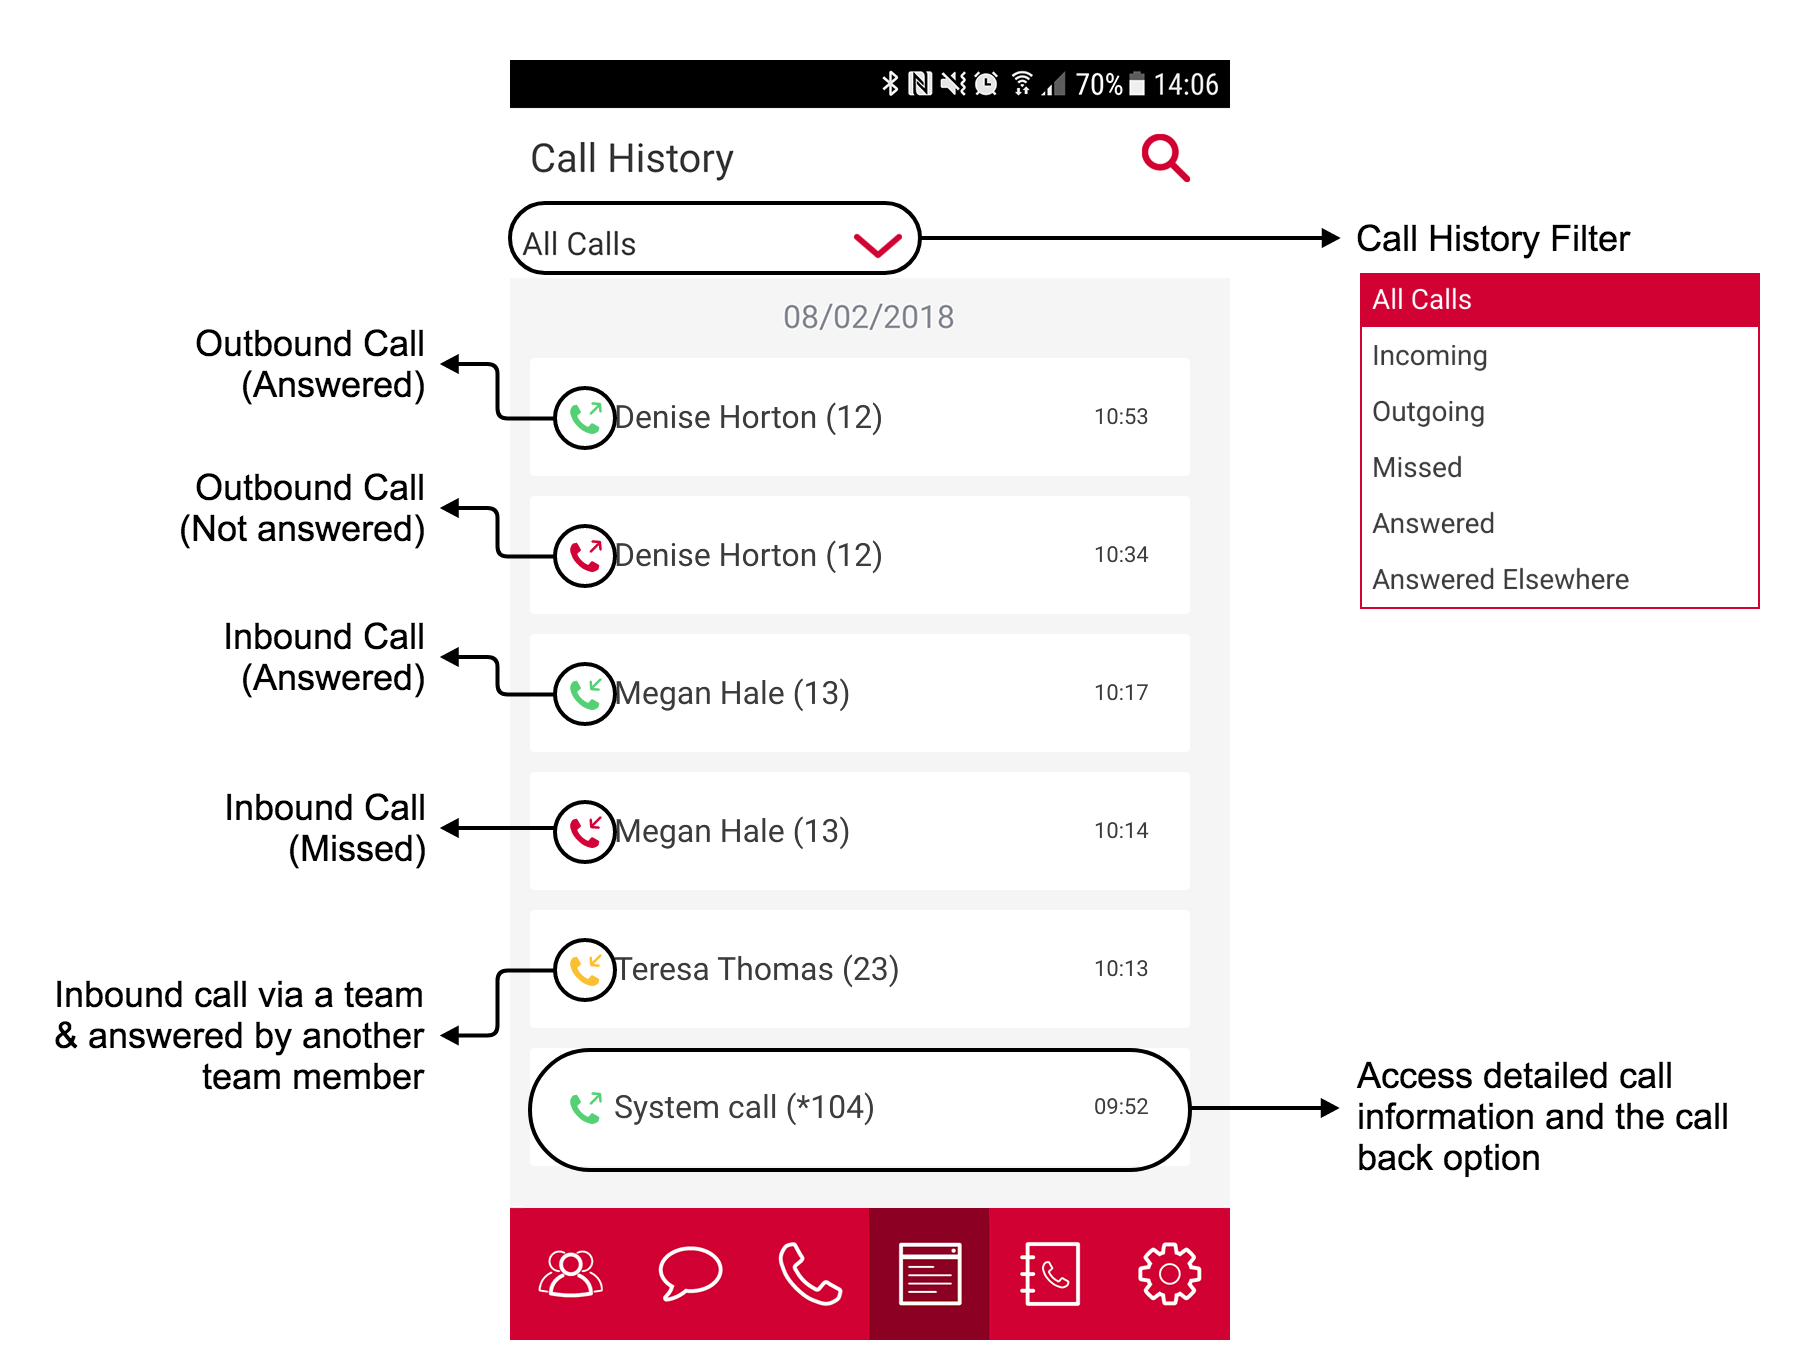 70% 14:06
Call History
All Calls
Call History Filter
All Calls
Incoming
Outgoing
Missed
Answered
Answered Elsewhere
08/02/2018
Outbound Call
(Answered)
Denise Horton (12) 10:53
Outbound Call
(Not answered)
Denise Horton (12) 10:34
Inbound Call
(Answered)
Megan Hale (13) 10:17
Inbound Call
(Missed)
Megan Hale (13) 10:14
Teresa Thomas (23) 10:13
Inbound call via a team
& answered by another
team member
System call (*104) 09:52
Access detailed call
information and the call
back option